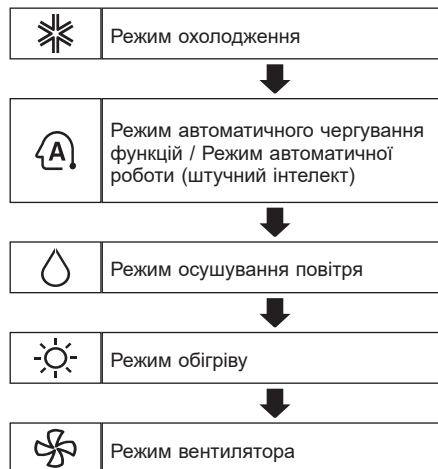 Режим охолодження
A
Режим автоматичного чергування
функцій / Режим автоматичної
роботи (штучний інтелект)
Режим осушування повітря
Режим обігріву
Режим вентилятора